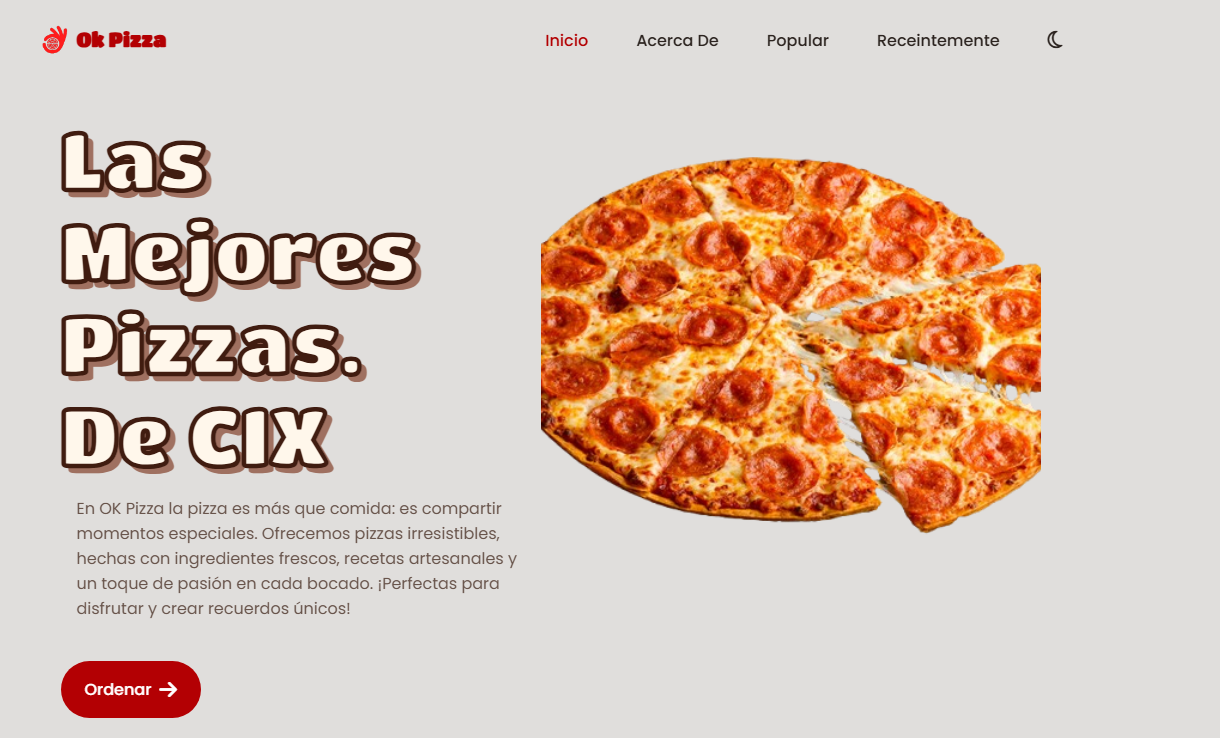 Ok Pizza
Inicio
Acerca De
Popular
Receintemente
Las
Mejores
Pizzas.
De CIX
En OK Pizza la pizza es más que comida: es compartir
momentos especiales. Ofrecemos pizzas irresistibles,
hechas con ingredientes frescos, recetas artesanales y
un toque de pasión en cada bocado. ¡Perfectas para
disfrutar y crear recuerdos únicos!
Ordenar